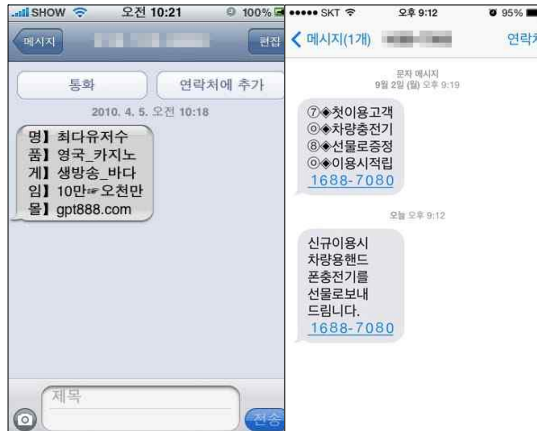 SHOW 오전 10:21 100%
메시지 편집
통화 연락처에 추가
2010. 4. 5. 오전 10:18
명】최다유저수
품】영국_카지노
게】생방송_바다
임】10만☞오천만
몰】gpt888.com
제목
전송
SKT 오후 9:12 95%
메시지(1개) 연락처
문자 메시지
9월 2일 (월) 오후 9:19
⑦◈첫이용고객
ⓞ◈차량충전기
⑧◈선물로증정
ⓞ◈이용시적립
1688-7080
오늘 오후 9:12
신규이용시
차량용핸드
폰충전기를
선물로보내
드립니다.
1688-7080